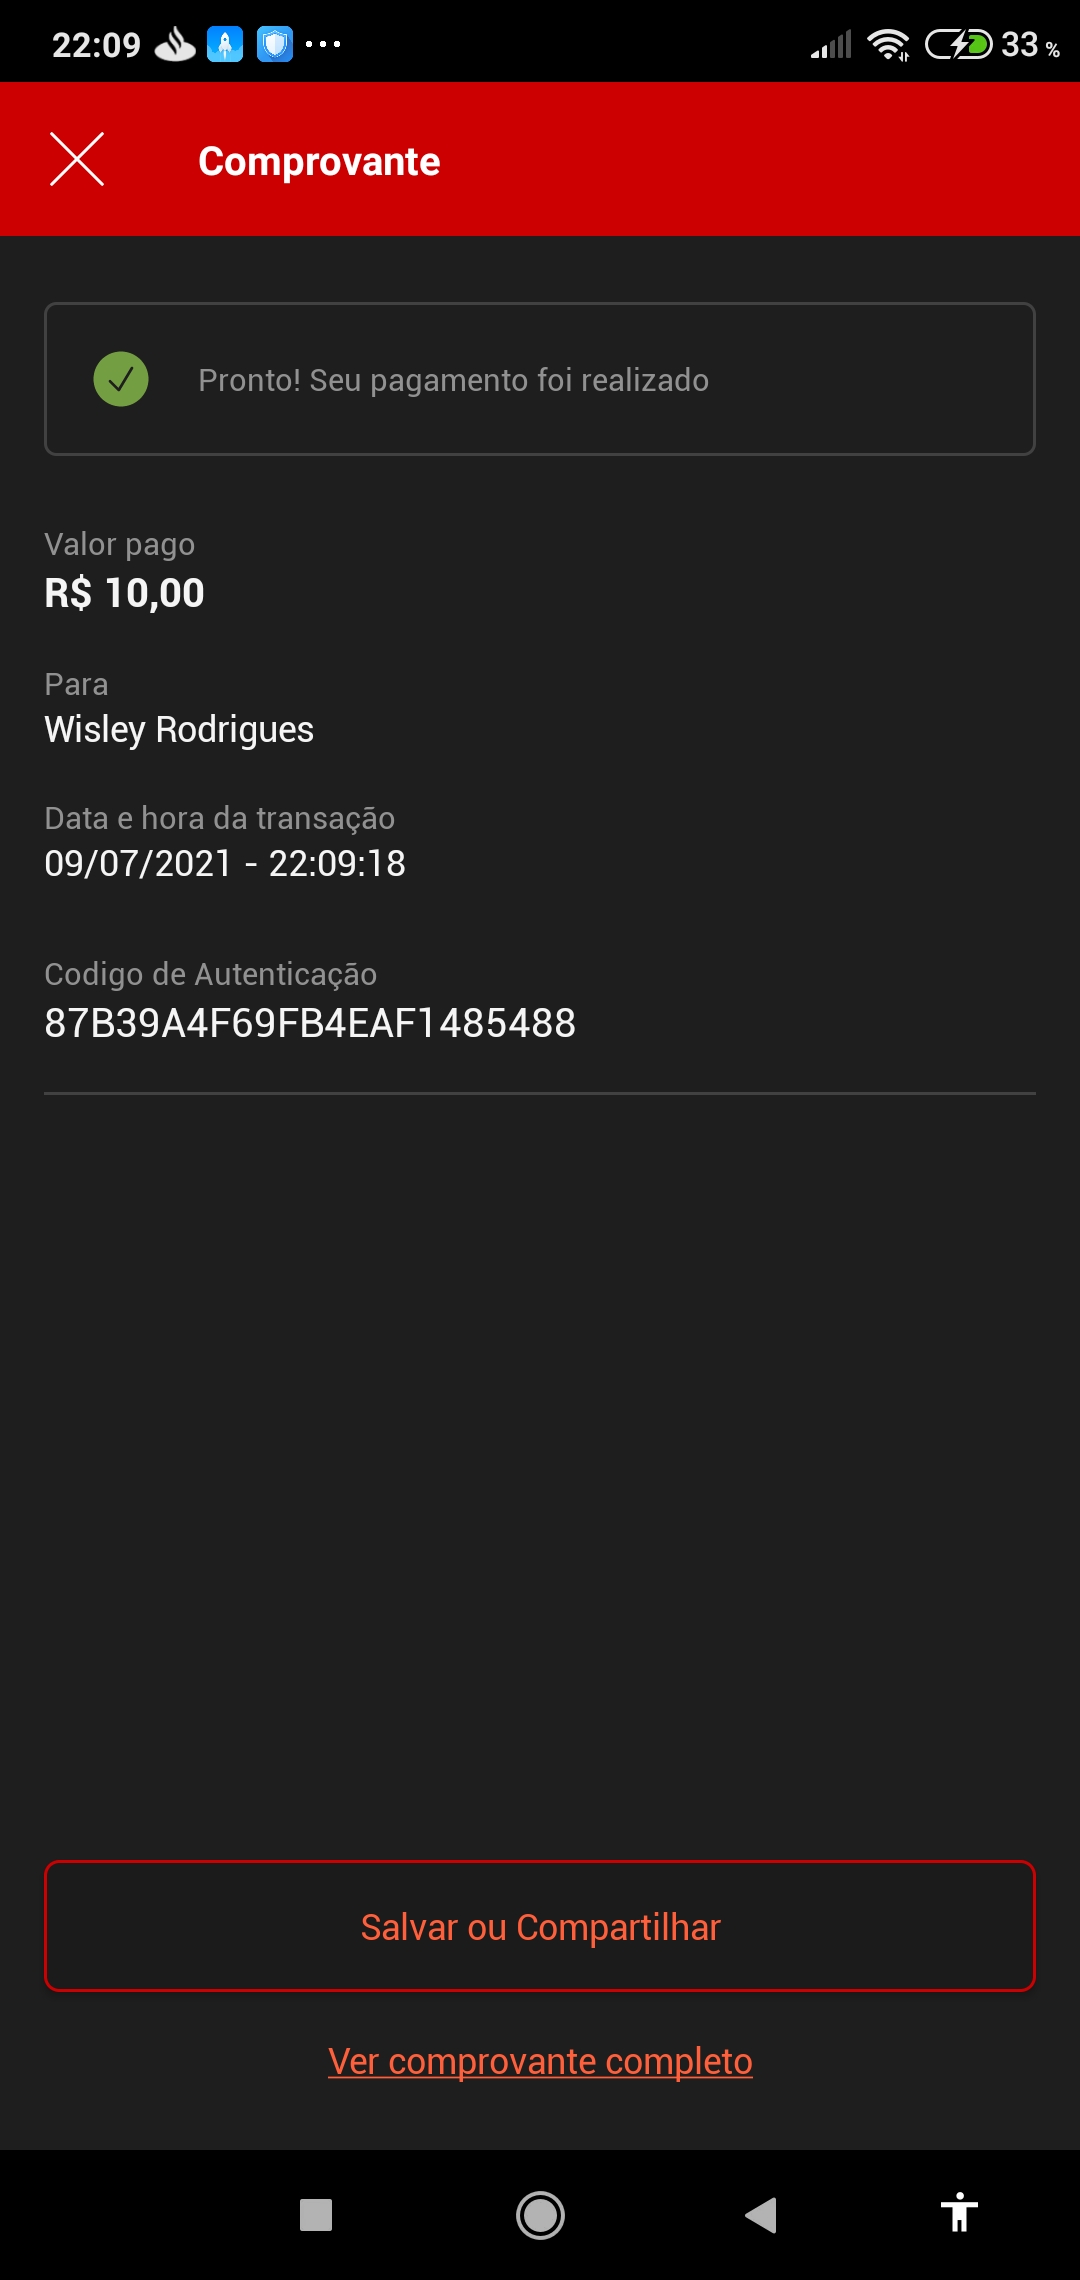 22:09
33 %
Comprovante
Pronto! Seu pagamento foi realizado
Valor pago
R$ 10,00
Para
Wisley Rodrigues
Data e hora da transação
09/07/2021 - 22:09:18
Codigo de Autenticação
87B39A4F69FB4EAF1485488
Salvar ou Compartilhar
Ver comprovante completo